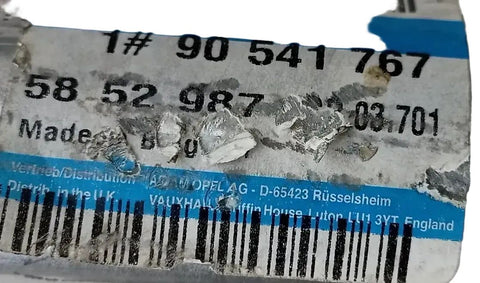 1# 90 541 767
58 52 987 03.701
Made
Vertrieb/Distribution ADAM OPEL AG - D-65423 Rüsselsheim
Distrib. in the U.K. VAUXHALL Griffin House, Luton, LU1 3YT, England